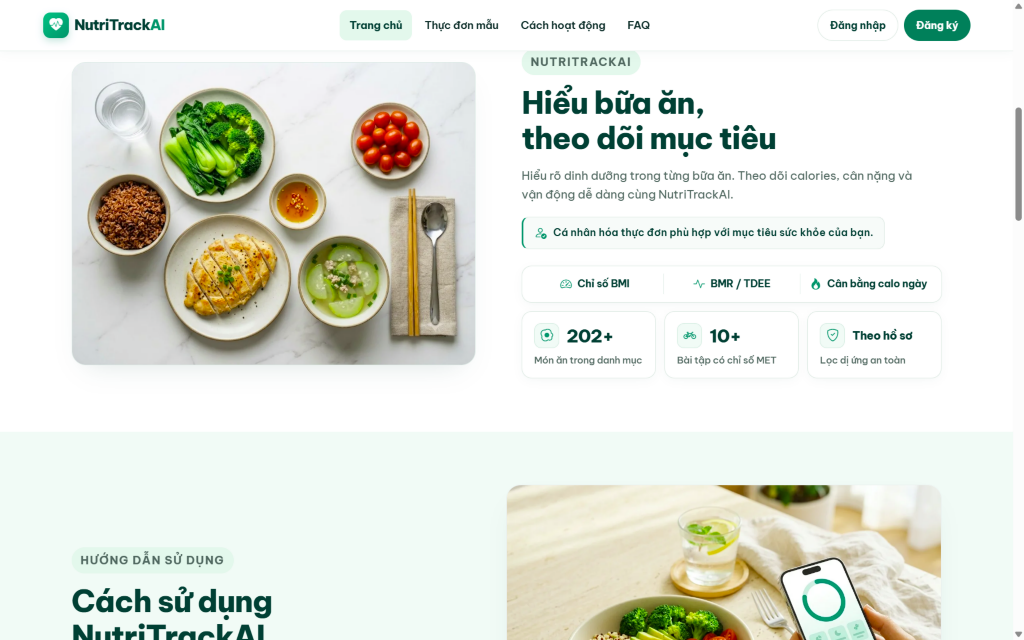 NutriTrackAI
Trang chủ
Thực đơn mẫu
Cách hoạt động
FAQ
Đăng nhập
Đăng ký
NUTRITRACKAI
Hiểu bữa ăn,
theo dõi mục tiêu
Hiểu rõ dinh dưỡng trong từng bữa ăn. Theo dõi calories, cân nặng và
vận động dễ dàng cùng NutriTrackAI.
Cá nhân hóa thực đơn phù hợp với mục tiêu sức khỏe của bạn.
Chỉ số BMI
BMR / TDEE
Cân bằng calo ngày
202+
Món ăn trong danh mục
10+
Bài tập có chỉ số MET
Theo hồ sơ
Lọc dị ứng an toàn
HƯỚNG DẪN SỬ DỤNG
Cách sử dụng
NutriTrackAI